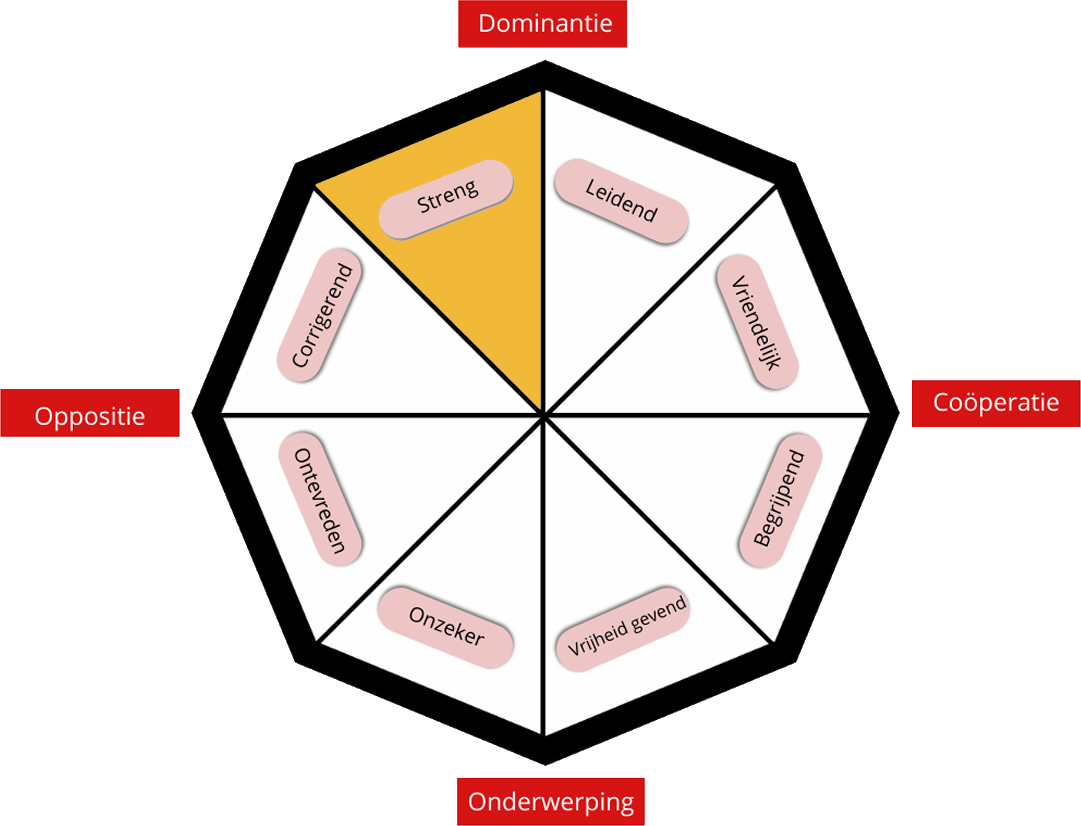 Dominantie
Streng
Leidend
Corrigerend
Vriendelijk
Oppositie
Coöperatie
Ontevreden
Begrijpend
Onzeker
Vrijheid gevend
Onderwerping